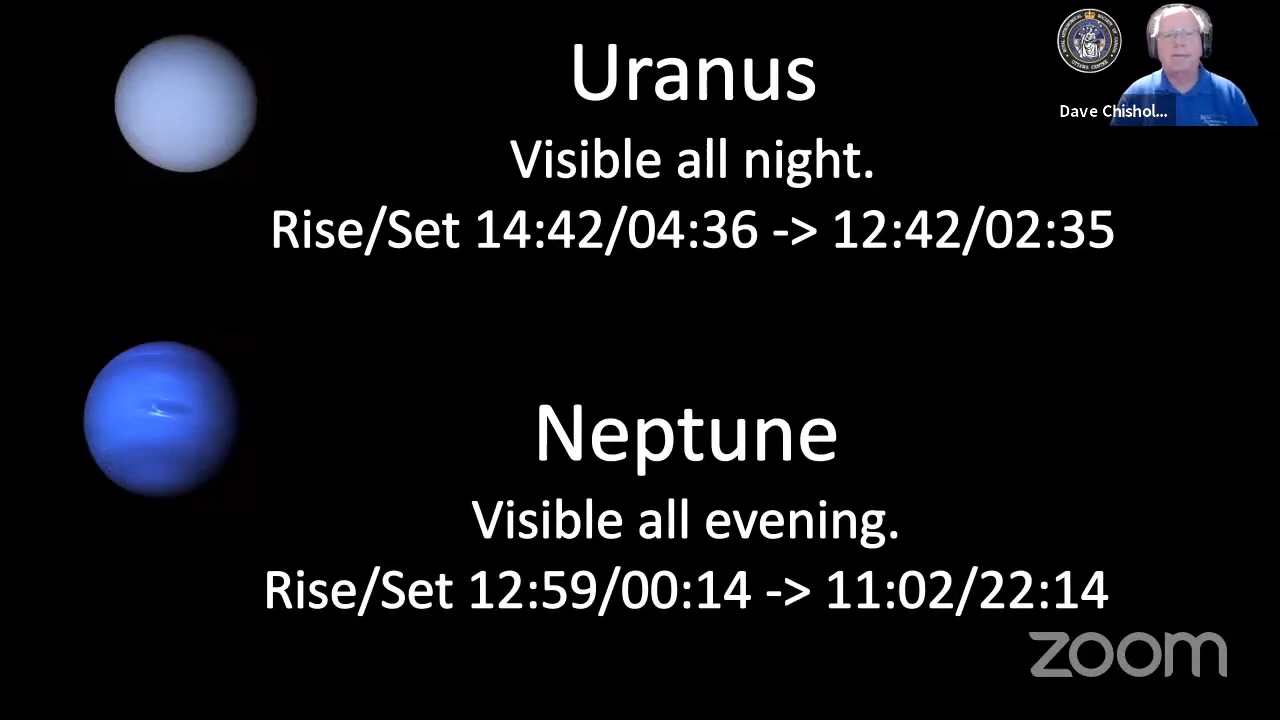 Uranus
Visible all night.
Rise/Set 14:42/04:36 -> 12:42/02:35
Dave Chishol...
Neptune
Visible all evening.
Rise/Set 12:59/00:14 -> 11:02/22:14
zoom